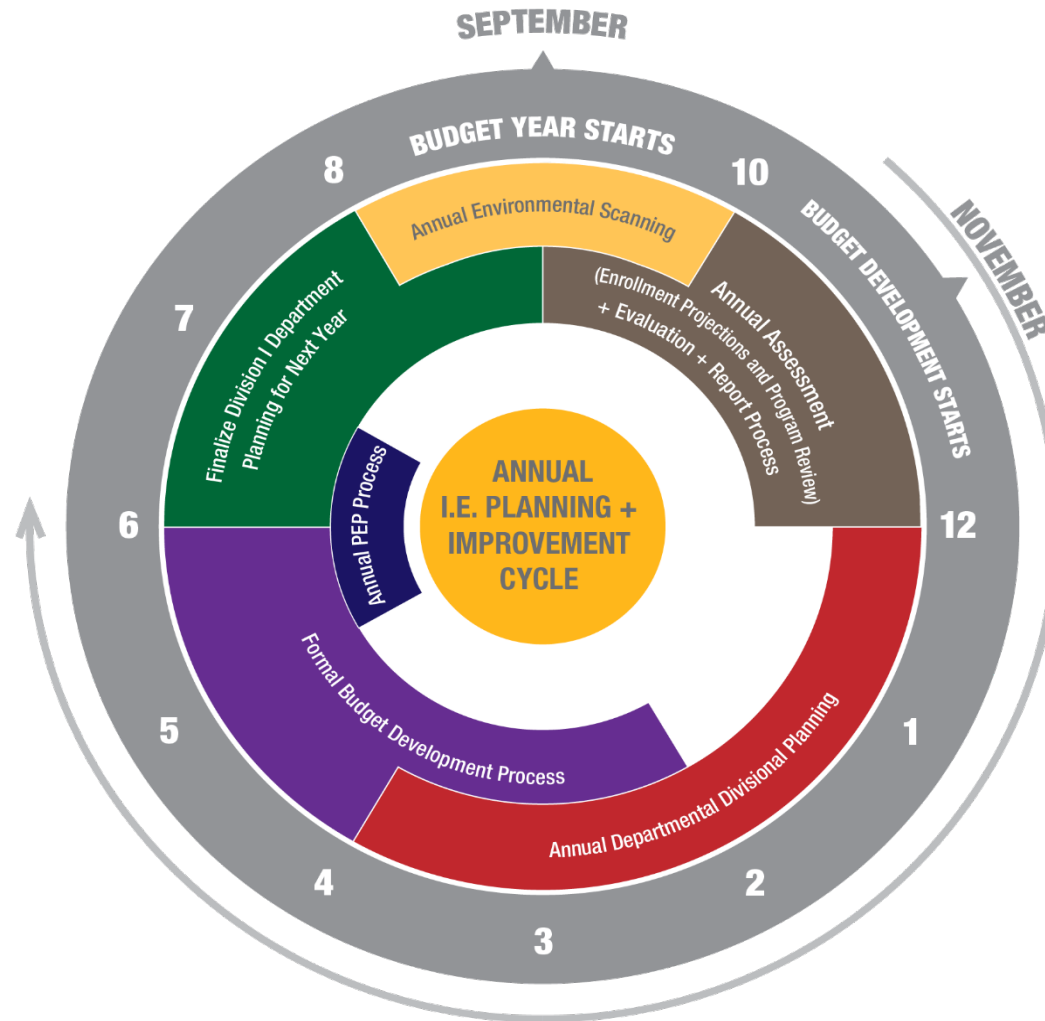 SEPTEMBER
BUDGET YEAR STARTS
8
10
NOVEMBER
BUDGET DEVELOPMENT STARTS
12
1
2
3
4
5
6
7
Annual Environmental Scanning
Annual Assessment
(Enrollment Projections and Program Review)
+ Evaluation + Report Process
Annual Departmental Divisional Planning
Formal Budget Development Process
Annual PEP Process
Finalize Division I Department
Planning for Next Year
ANNUAL
I.E. PLANNING +
IMPROVEMENT
CYCLE